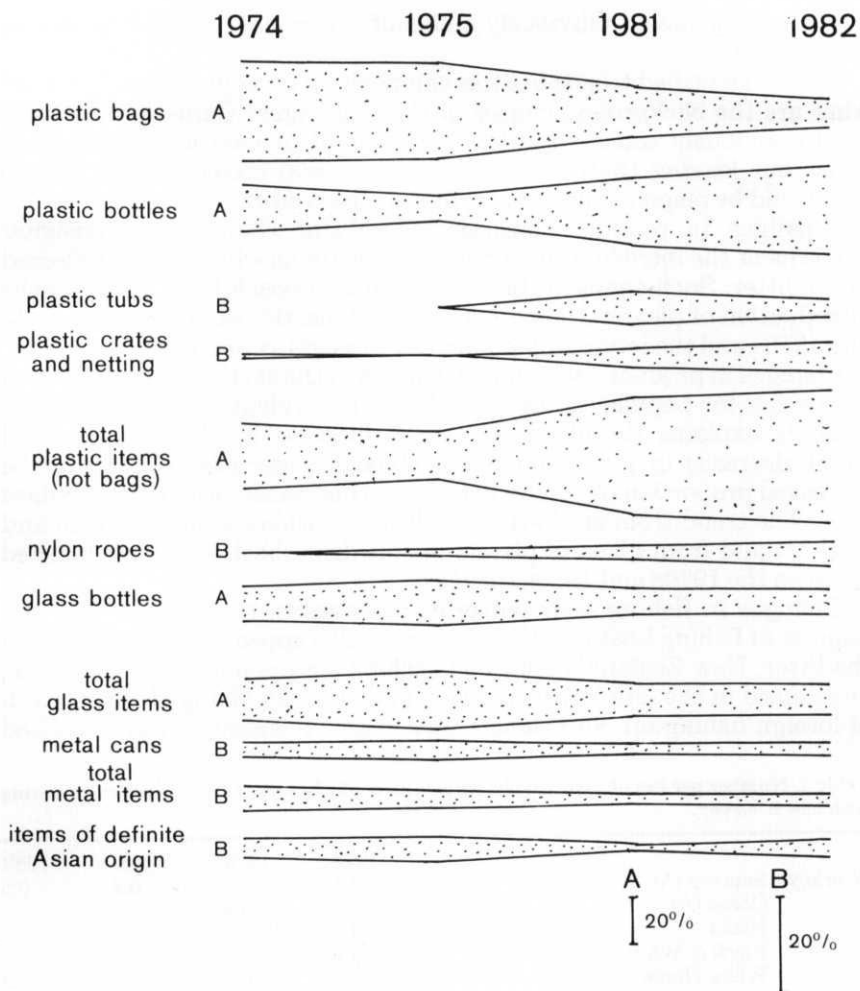 1974 1975 1981 1982
plastic bags A
plastic bottles A
plastic tubs B
plastic crates
and netting B
total
plastic items A
(not bags)
nylon ropes B
glass bottles A
total
glass items A
metal cans B
total
metal items B
items of definite
Asian origin B
A B
20%
20%